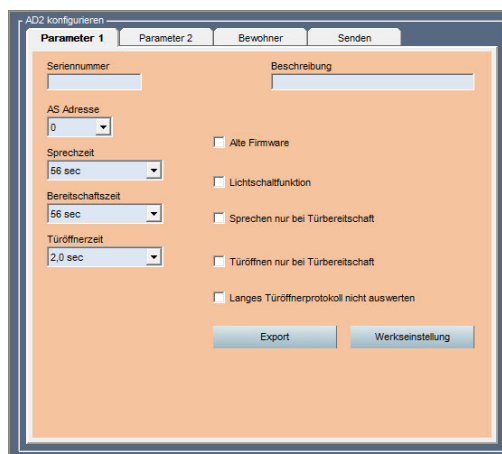 AD2 konfigurieren
Parameter 1 Parameter 2 Bewohner Senden
Seriennummer Beschreibung
AS Adresse
0
Alte Firmware
Sprechzeit
56 sec
Lichtschaltfunktion
Bereitschaftszeit
56 sec
Sprechen nur bei Türbereitschaft
Türöffnerzeit
2,0 sec
Türöffnen nur bei Türbereitschaft
Langes Türöffnerprotokoll nicht auswerten
Export Werkseinstellung